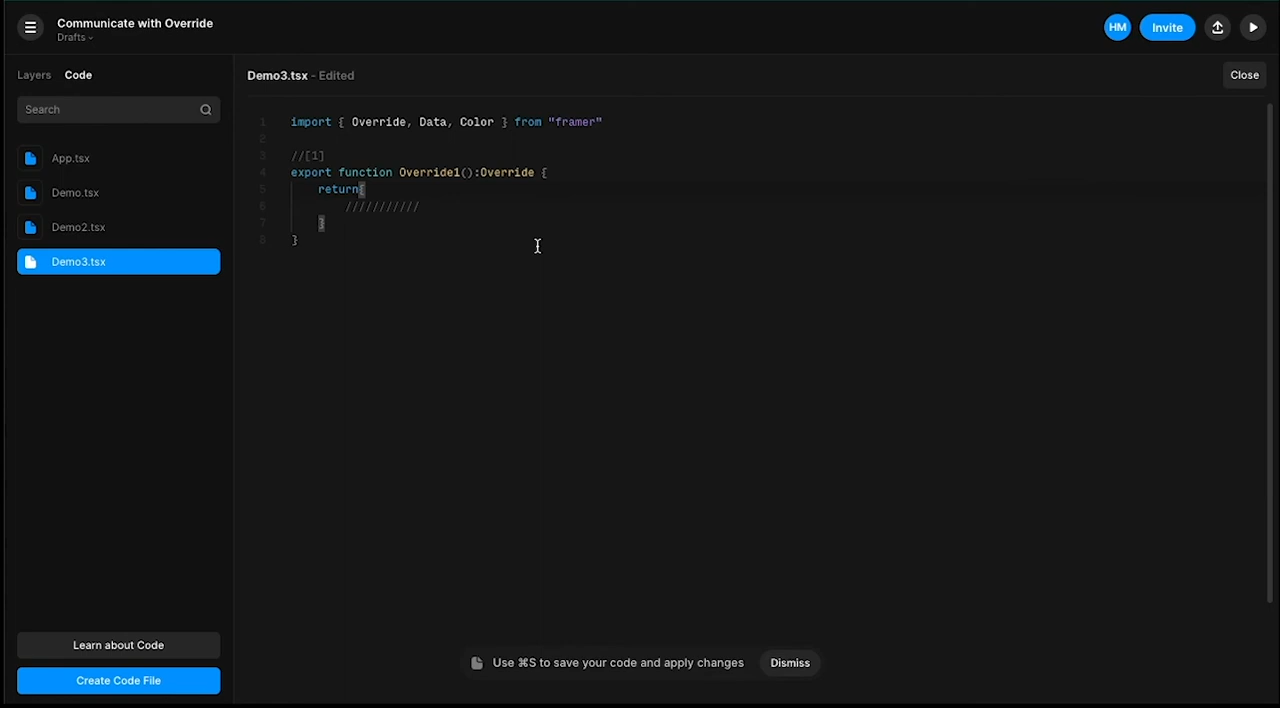 Communicate with Override
Drafts
HM
Invite
Layers
Code
Demo3.tsx - Edited
Close
Search
App.tsx
Demo.tsx
Demo2.tsx
Demo3.tsx
1 import { Override, Data, Color } from "framer"
2
3 //[1]
4 export function Override1():Override {
5 return{
6 ///////////
7 }
8 }
Learn about Code
Create Code File
Use ⌘S to save your code and apply changes
Dismiss